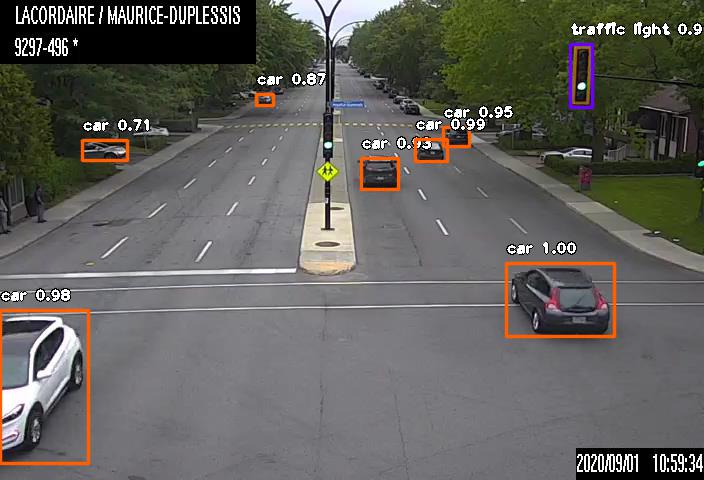 LACORDAIRE / MAURICE-DUPLESSIS
9297-496 *
traffic light 0.9
car 0.87
car 0.95
car 0.99
car 0.71
car 0.93
car 1.00
car 0.98
2020/09/01 10:59:34